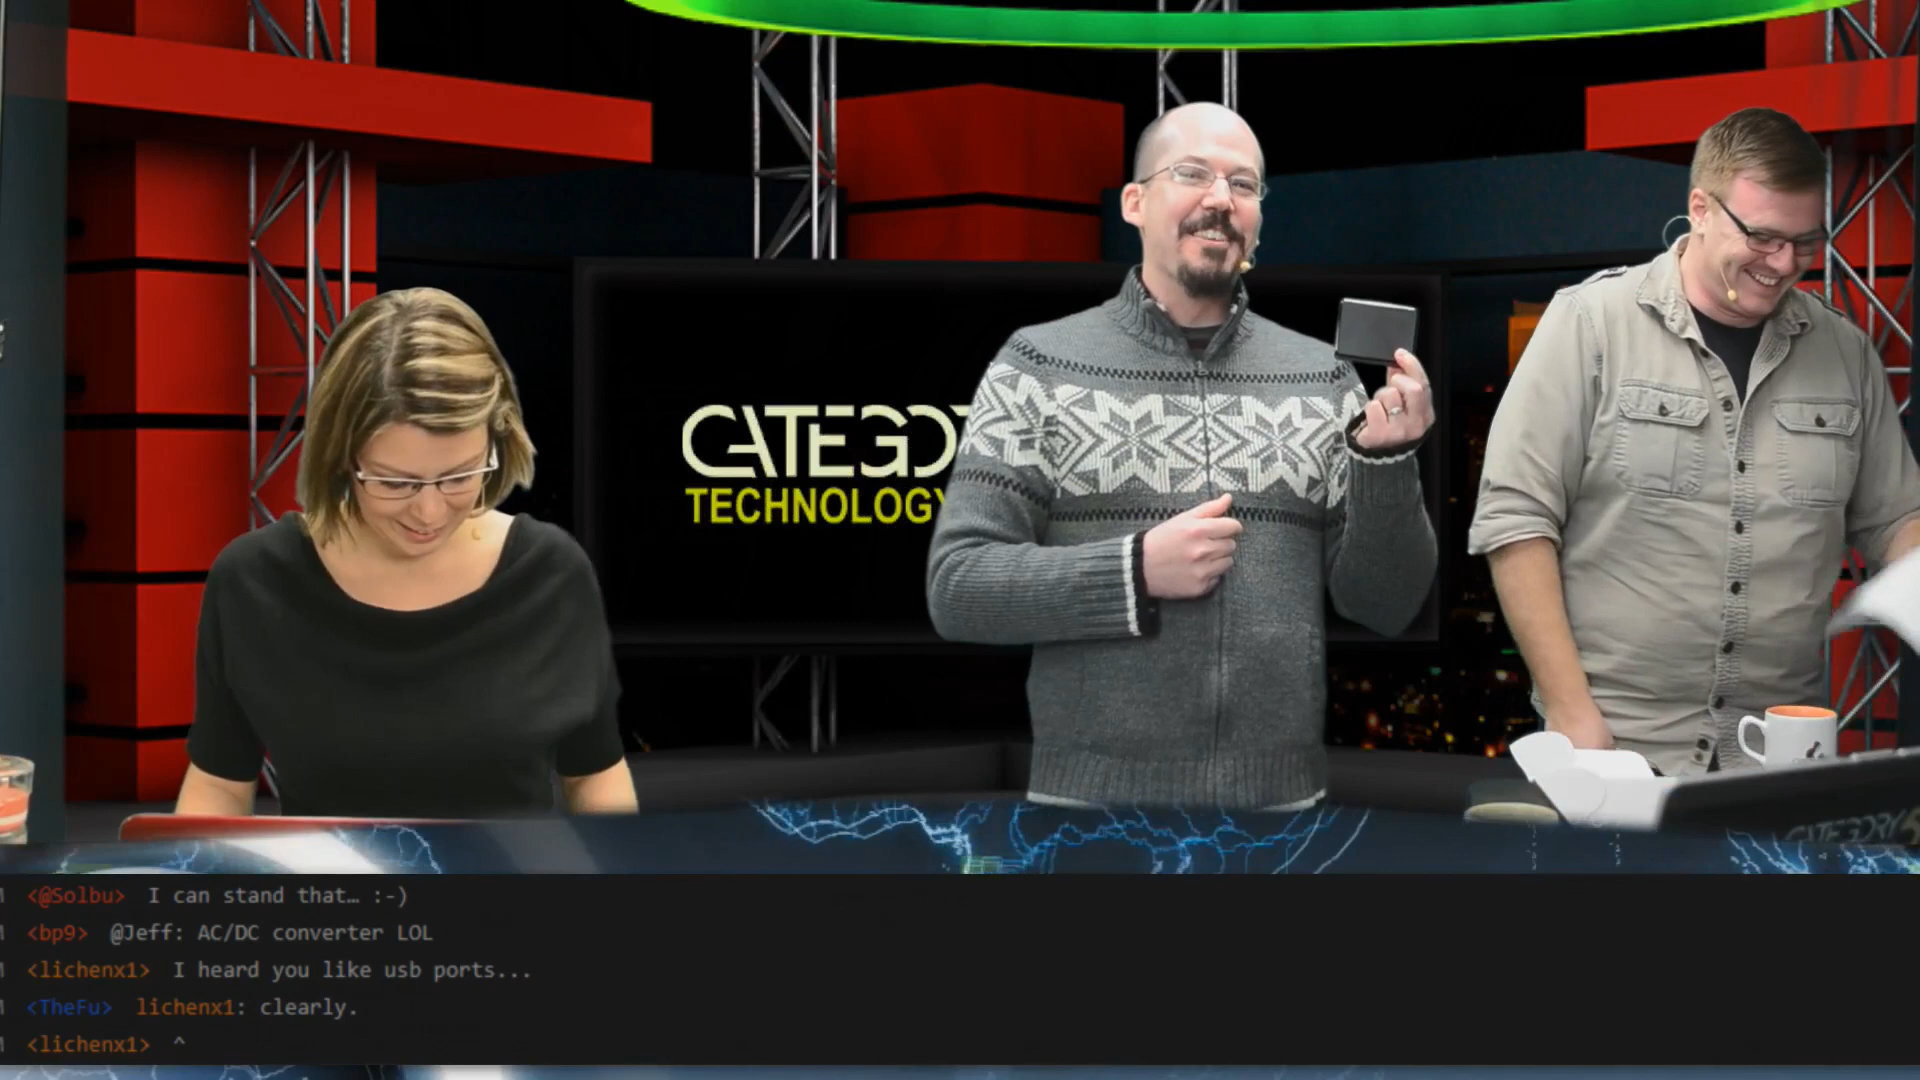 CATEGO
TECHNOLOGY
CATEGORY5
<@Solbu> I can stand that… :-)
<bp9> @Jeff: AC/DC converter LOL
<lichenx1> I heard you like usb ports...
<TheFu> lichenx1: clearly.
<lichenx1> ^